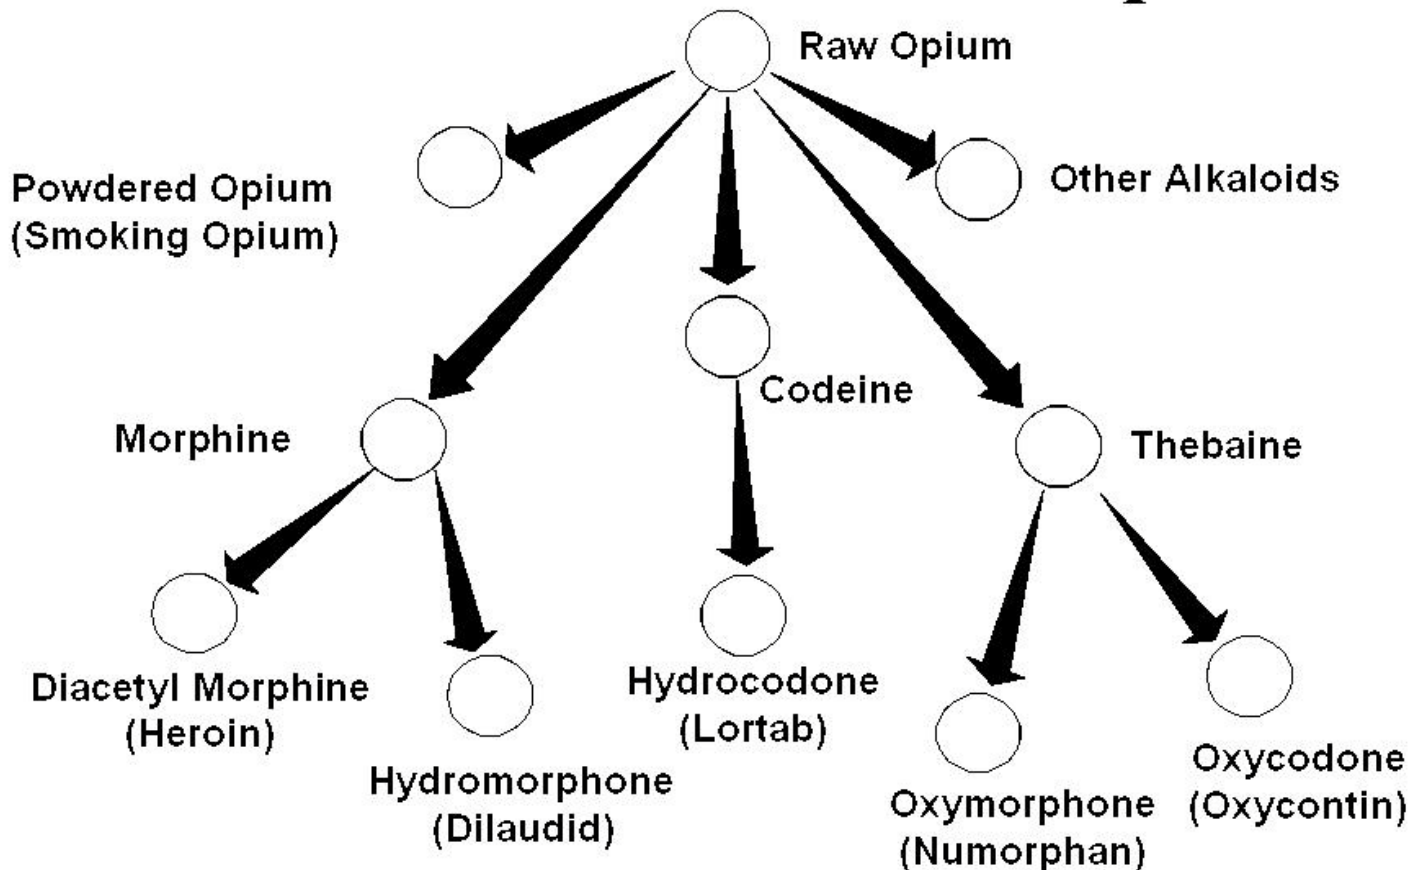 Raw Opium
Powdered Opium
(Smoking Opium)
Other Alkaloids
Codeine
Morphine
Thebaine
Diacetyl Morphine
(Heroin)
Hydromorphone
(Dilaudid)
Hydrocodone
(Lortab)
Oxymorphone
(Numorphan)
Oxycodone
(Oxycontin)